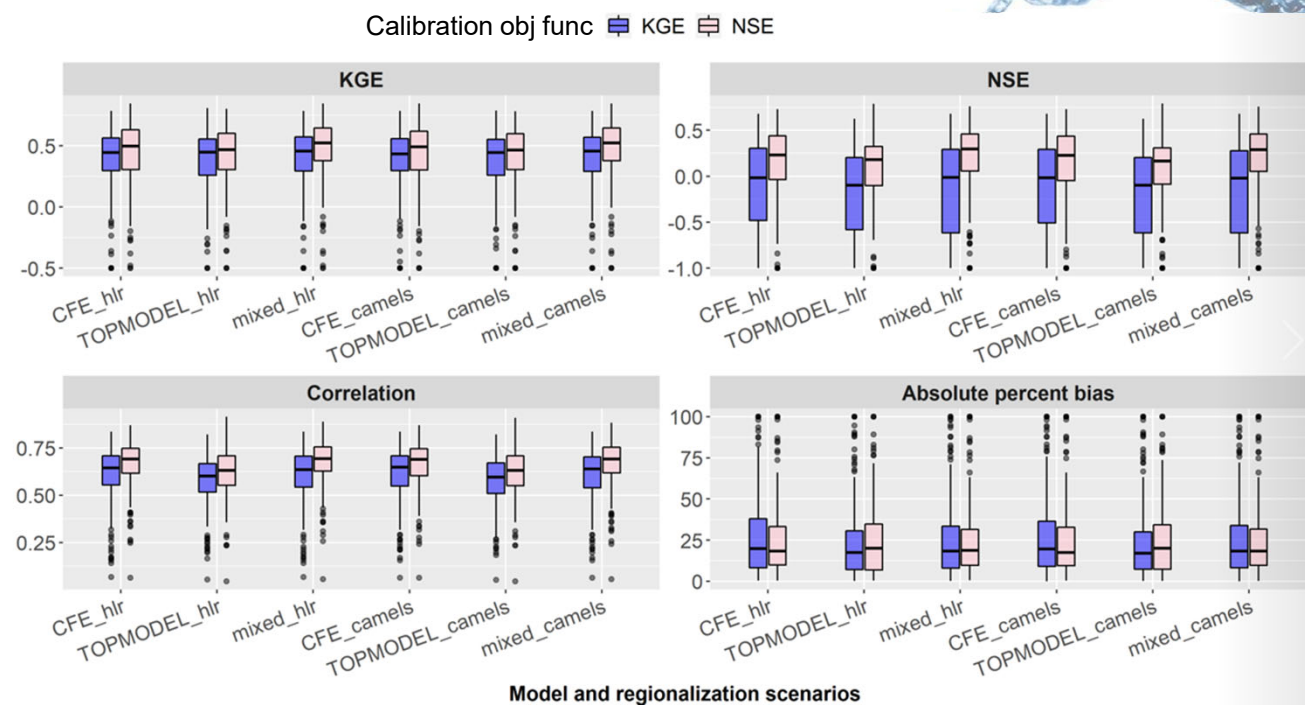 Calibration obj func KGE NSE
KGE
0.5
0.0
-0.5
CFE_hlr
TOPMODEL_hlr
mixed_hlr
CFE_camels
TOPMODEL_camels
mixed_camels
NSE
0.5
0.0
-0.5
-1.0
CFE_hlr
TOPMODEL_hlr
mixed_hlr
CFE_camels
TOPMODEL_camels
mixed_camels
Correlation
0.75
0.50
0.25
CFE_hlr
TOPMODEL_hlr
mixed_hlr
CFE_camels
TOPMODEL_camels
mixed_camels
Absolute percent bias
100
75
50
25
0
CFE_hlr
TOPMODEL_hlr
mixed_hlr
CFE_camels
TOPMODEL_camels
mixed_camels
Model and regionalization scenarios